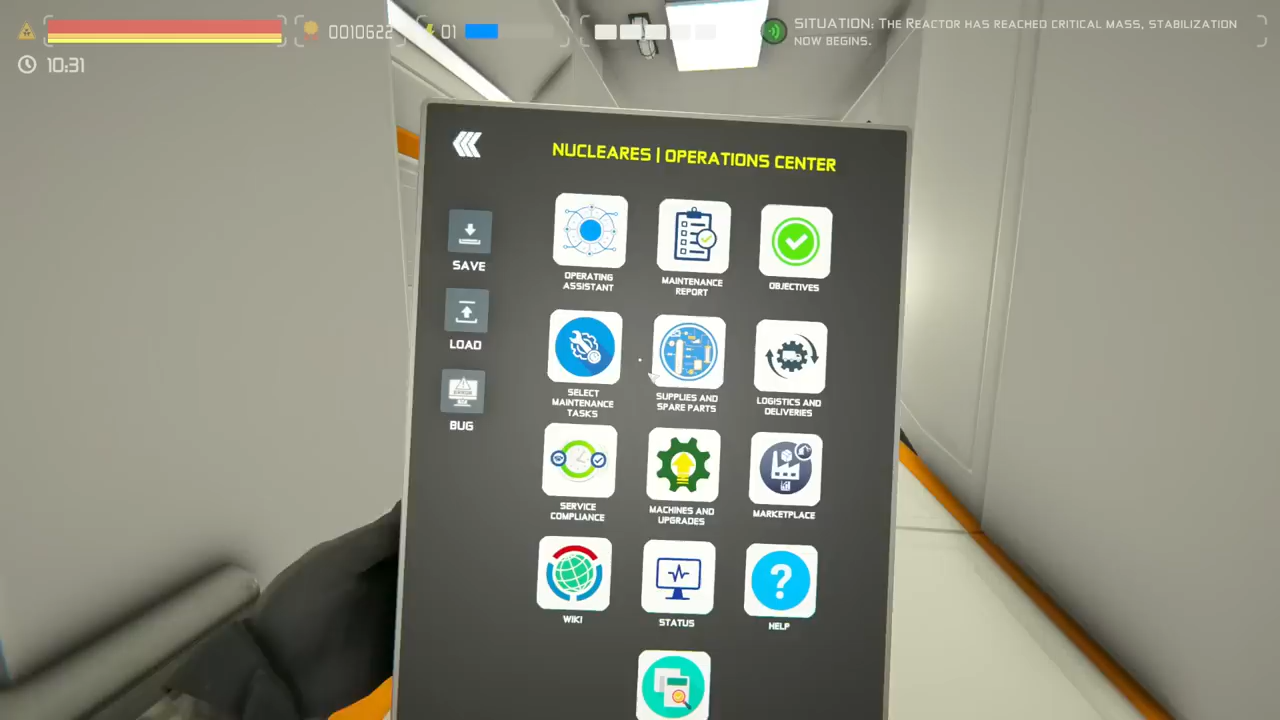 0010622
01
SITUATION: THE REACTOR HAS REACHED CRITICAL MASS, STABILIZATION
NOW BEGINS.
10:31
NUCLEARES | OPERATIONS CENTER
SAVE
LOAD
BUG
OPERATING
ASSISTANT
MAINTENANCE
REPORT
OBJECTIVES
SELECT
MAINTENANCE
TASKS
SUPPLIES AND
SPARE PARTS
LOGISTICS AND
DELIVERIES
SERVICE
COMPLIANCE
MACHINES AND
UPGRADES
MARKETPLACE
WIKI
STATUS
?
HELP